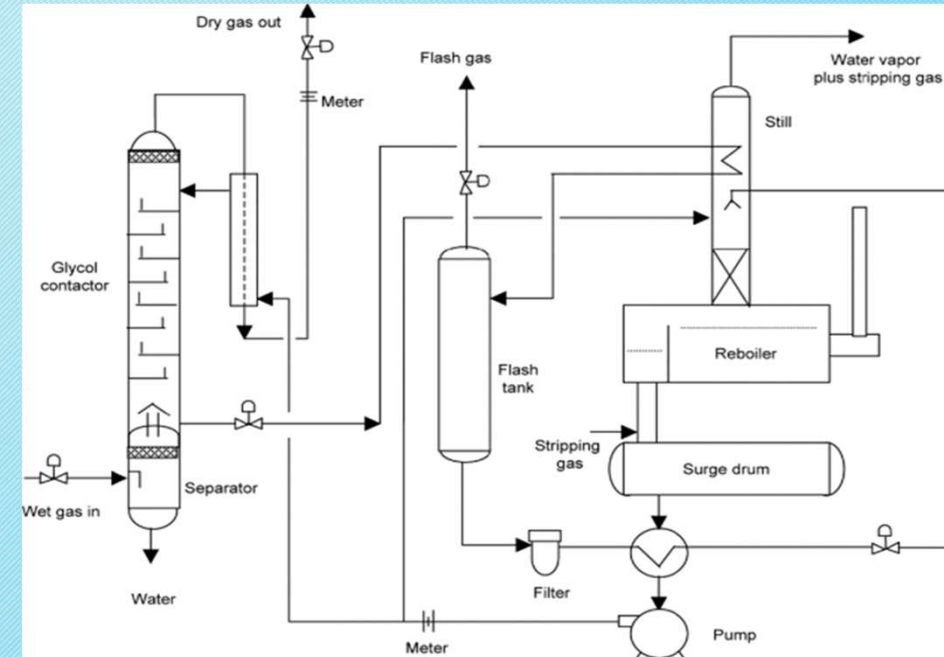 Dry gas out
Flash gas
Water vapor
plus stripping gas
Meter
Still
Glycol
contactor
Reboiler
Flash
tank
Stripping
gas
Surge drum
Separator
Wet gas in
Filter
Water
Pump
Meter